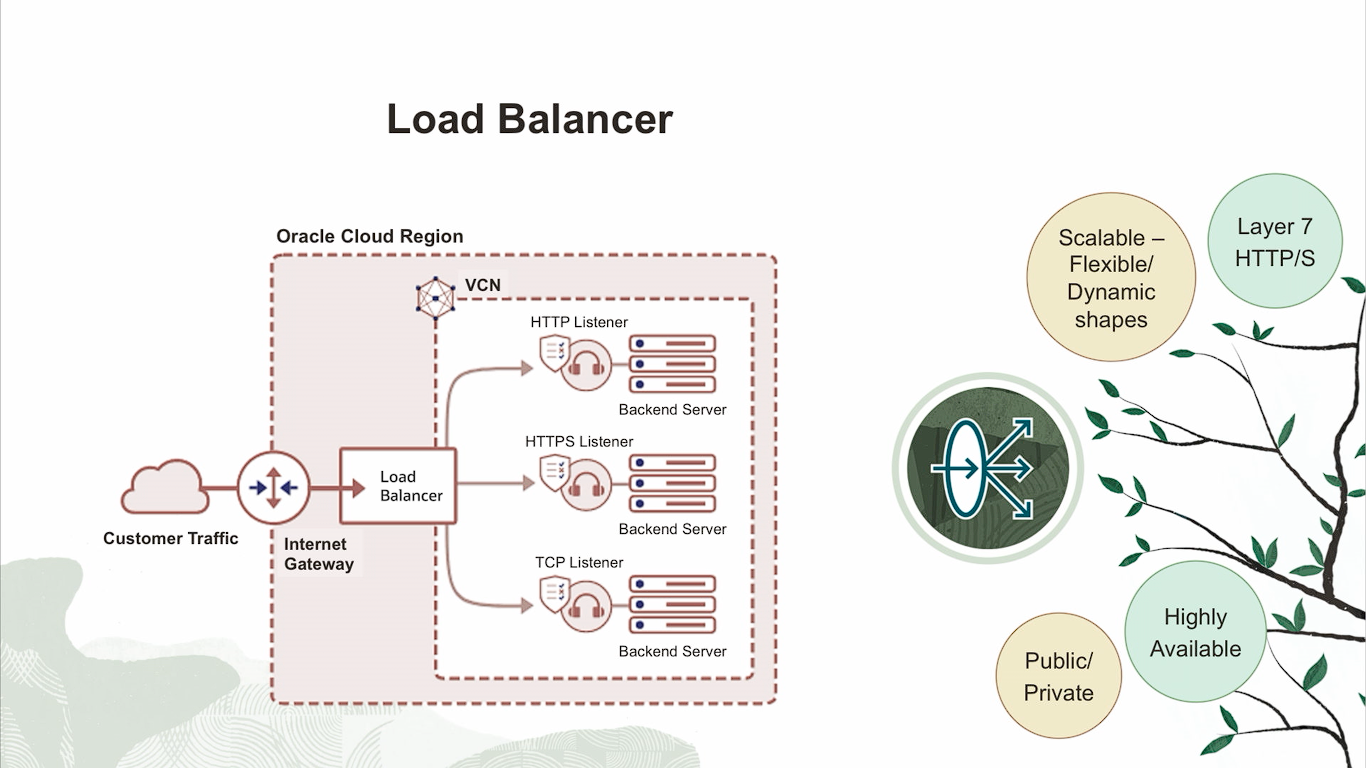 Load Balancer
Oracle Cloud Region
VCN
HTTP Listener
Backend Server
HTTPS Listener
Backend Server
TCP Listener
Backend Server
Load
Balancer
Customer Traffic
Internet
Gateway
Scalable –
Flexible/
Dynamic
shapes
Layer 7
HTTP/S
Public/
Private
Highly
Available